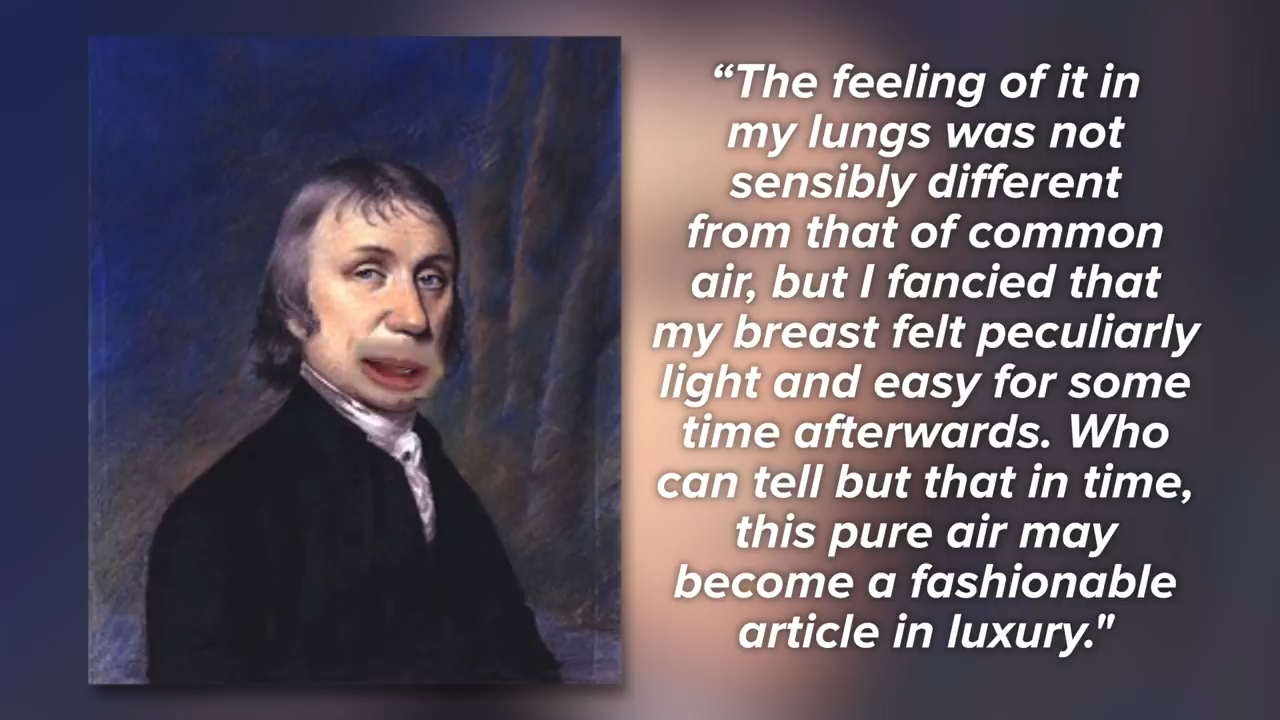 “The feeling of it in
my lungs was not
sensibly different
from that of common
air, but I fancied that
my breast felt peculiarly
light and easy for some
time afterwards. Who
can tell but that in time,
this pure air may
become a fashionable
article in luxury."